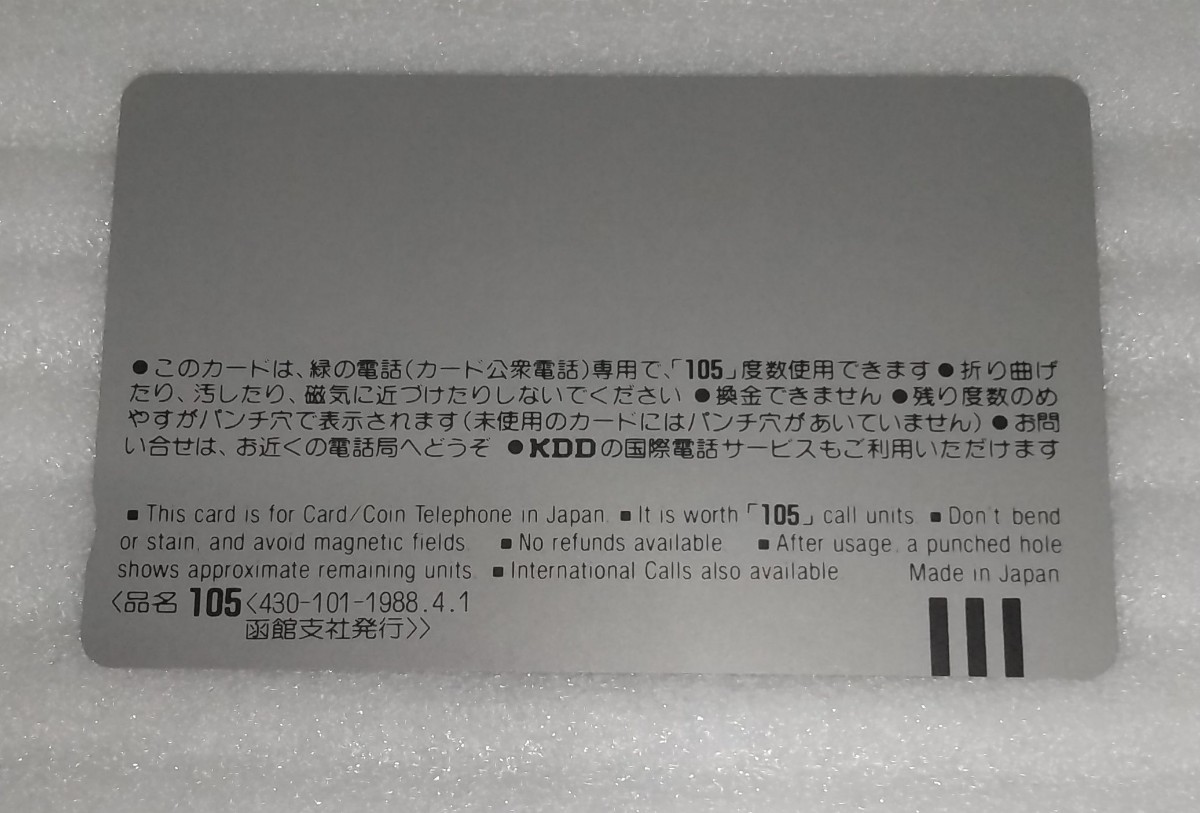 ●このカードは、緑の電話(カード公衆電話)専用で、「105」度数使用できます●折り曲げ
たり、汚したり、磁気に近づけたりしないでください ●換金できません ●残り度数のめ
やすがパンチ穴で表示されます(未使用のカードにはパンチ穴があいていません)●お問
い合せは、お近くの電話局へどうぞ ●KDDの国際電話サービスもご利用いただけます
■ This card is for Card/Coin Telephone in Japan. ■ It is worth「105」call units. ■ Don't bend
or stain, and avoid magnetic fields. ■ No refunds available. ■ After usage, a punched hole
shows approximate remaining units. ■ International Calls also available. Made in Japan
〈品名 105〈430-101-1988.4.1
函館支社発行〉〉